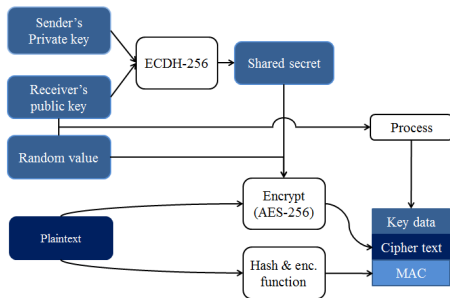 Sender's
Private key
ECDH-256
Shared secret
Receiver's
public key
Process
Random value
Encrypt
(AES-256)
Plaintext
Key data
Cipher text
MAC
Hash & enc.
function